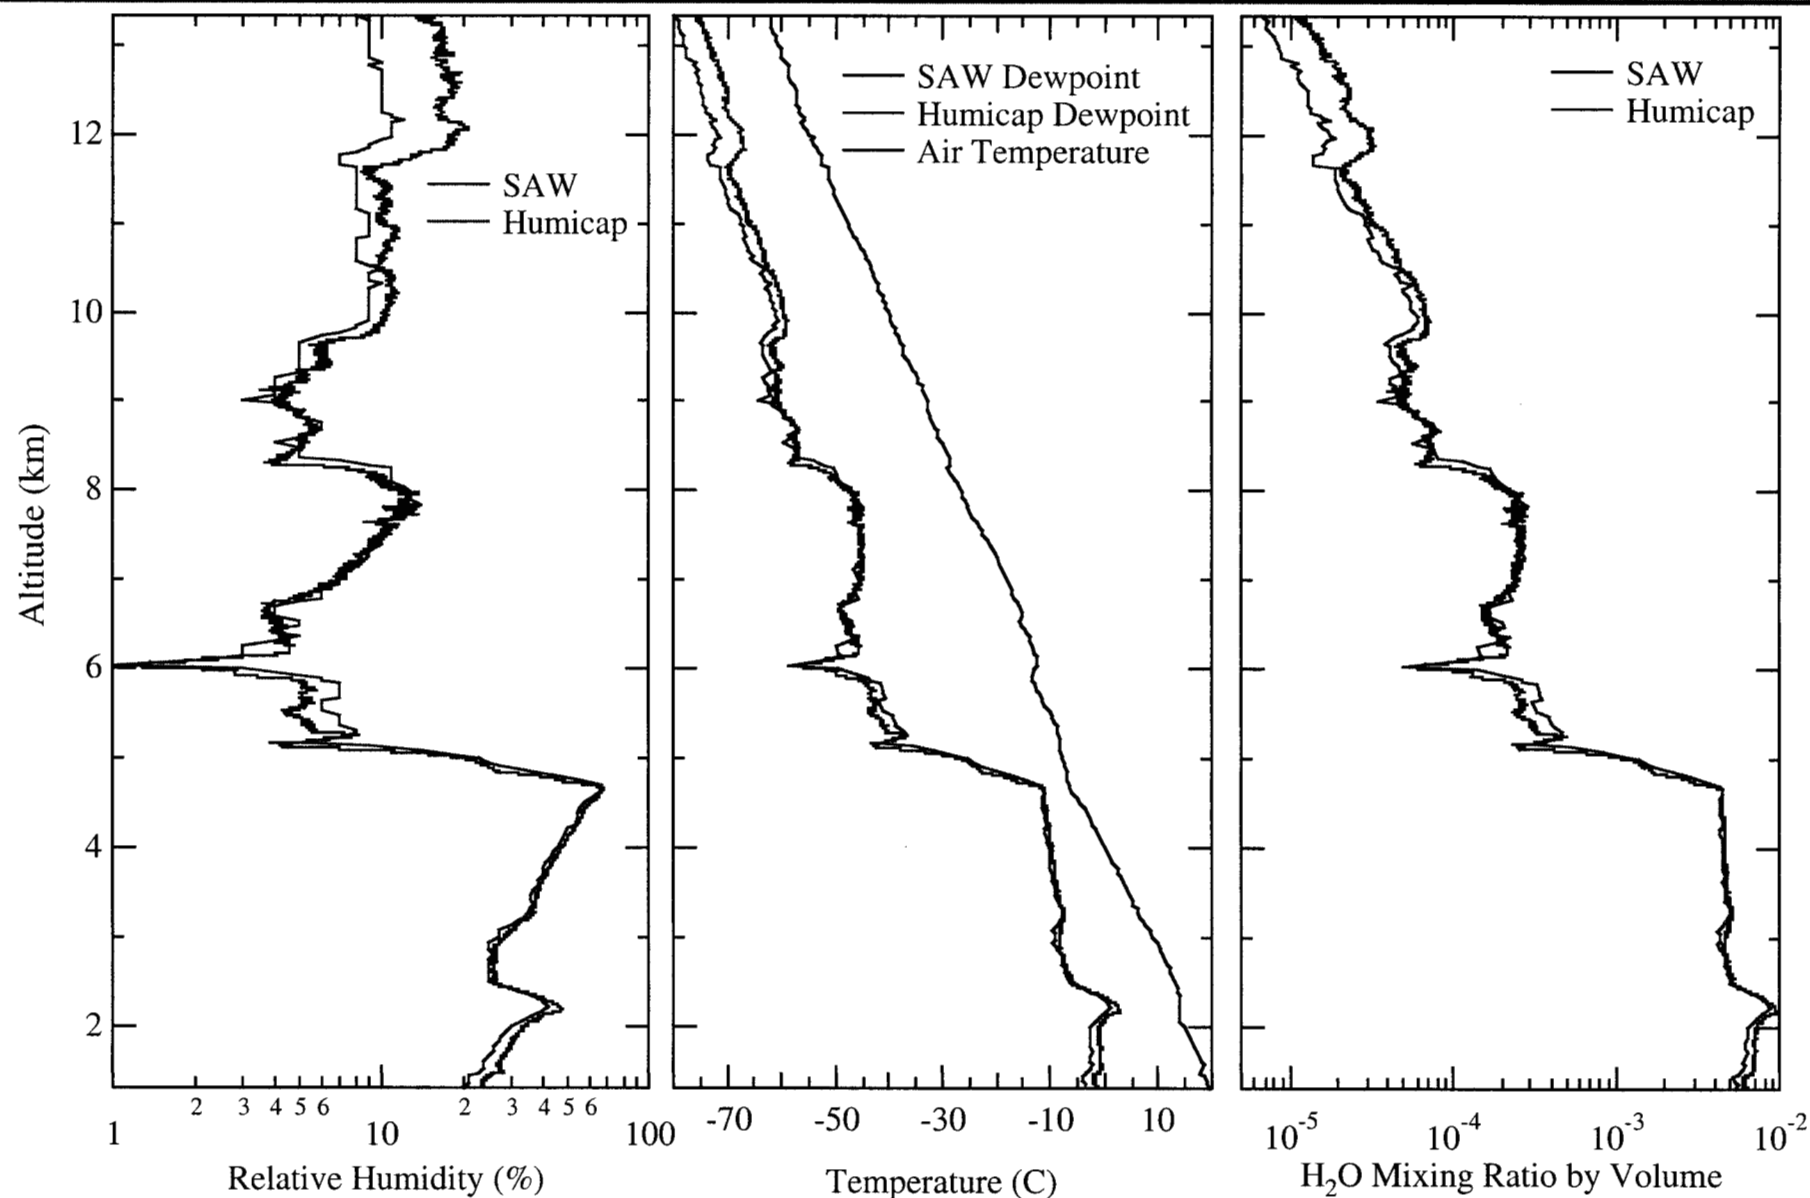 SAW Dewpoint
Humicap Dewpoint
Air Temperature
SAW
Humicap
SAW
Humicap
12
10
8
6
4
2
Altitude (km)
2 3 4 5 6 2 3 4 5 6
1 10 100
-70 -50 -30 -10 10
10-5 10-4 10-3 10-2
Relative Humidity (%)
Temperature (C)
H2O Mixing Ratio by Volume